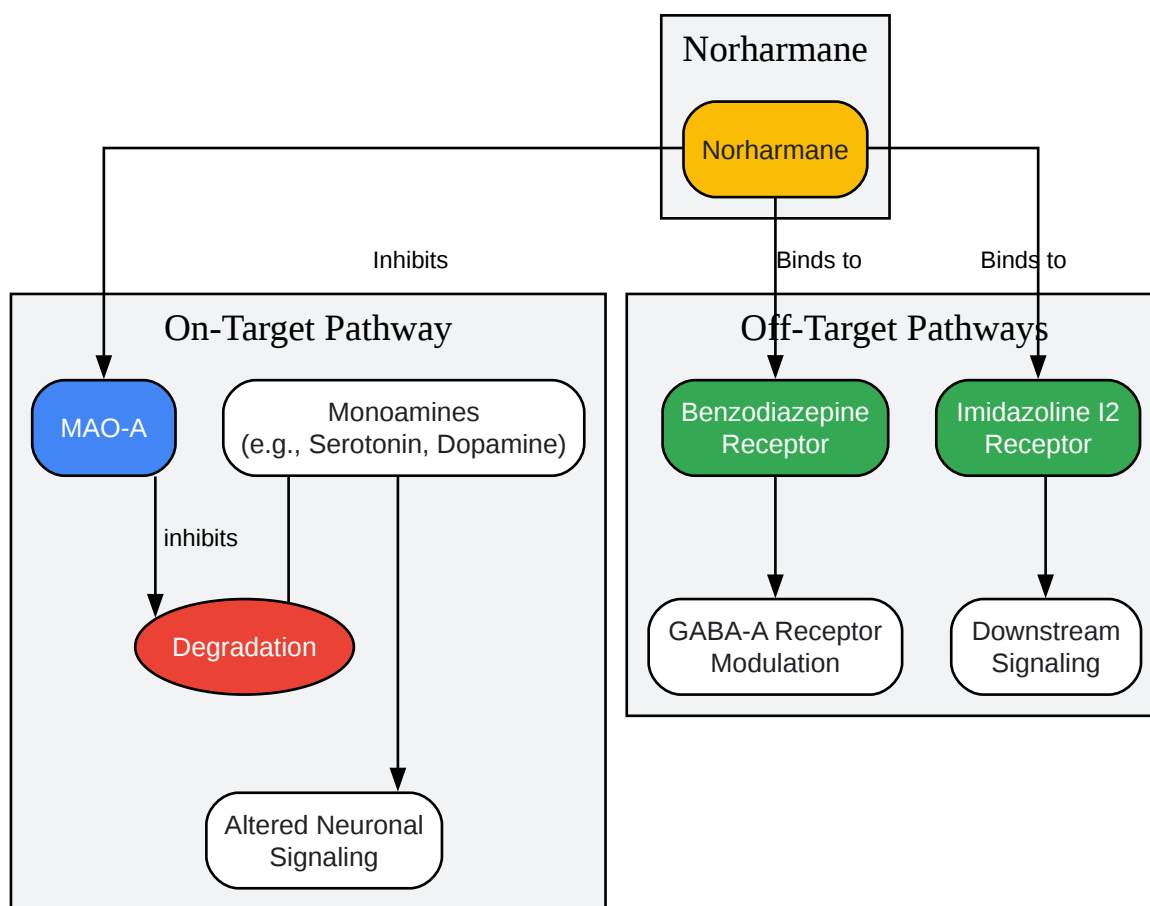 Norharmane
Norharmane
Inhibits
Binds to
Binds to
On-Target Pathway
MAO-A
Monoamines
(e.g., Serotonin, Dopamine)
inhibits
Degradation
Altered Neuronal
Signaling
Off-Target Pathways
Benzodiazepine
Receptor
Imidazoline I2
Receptor
GABA-A Receptor
Modulation
Downstream
Signaling